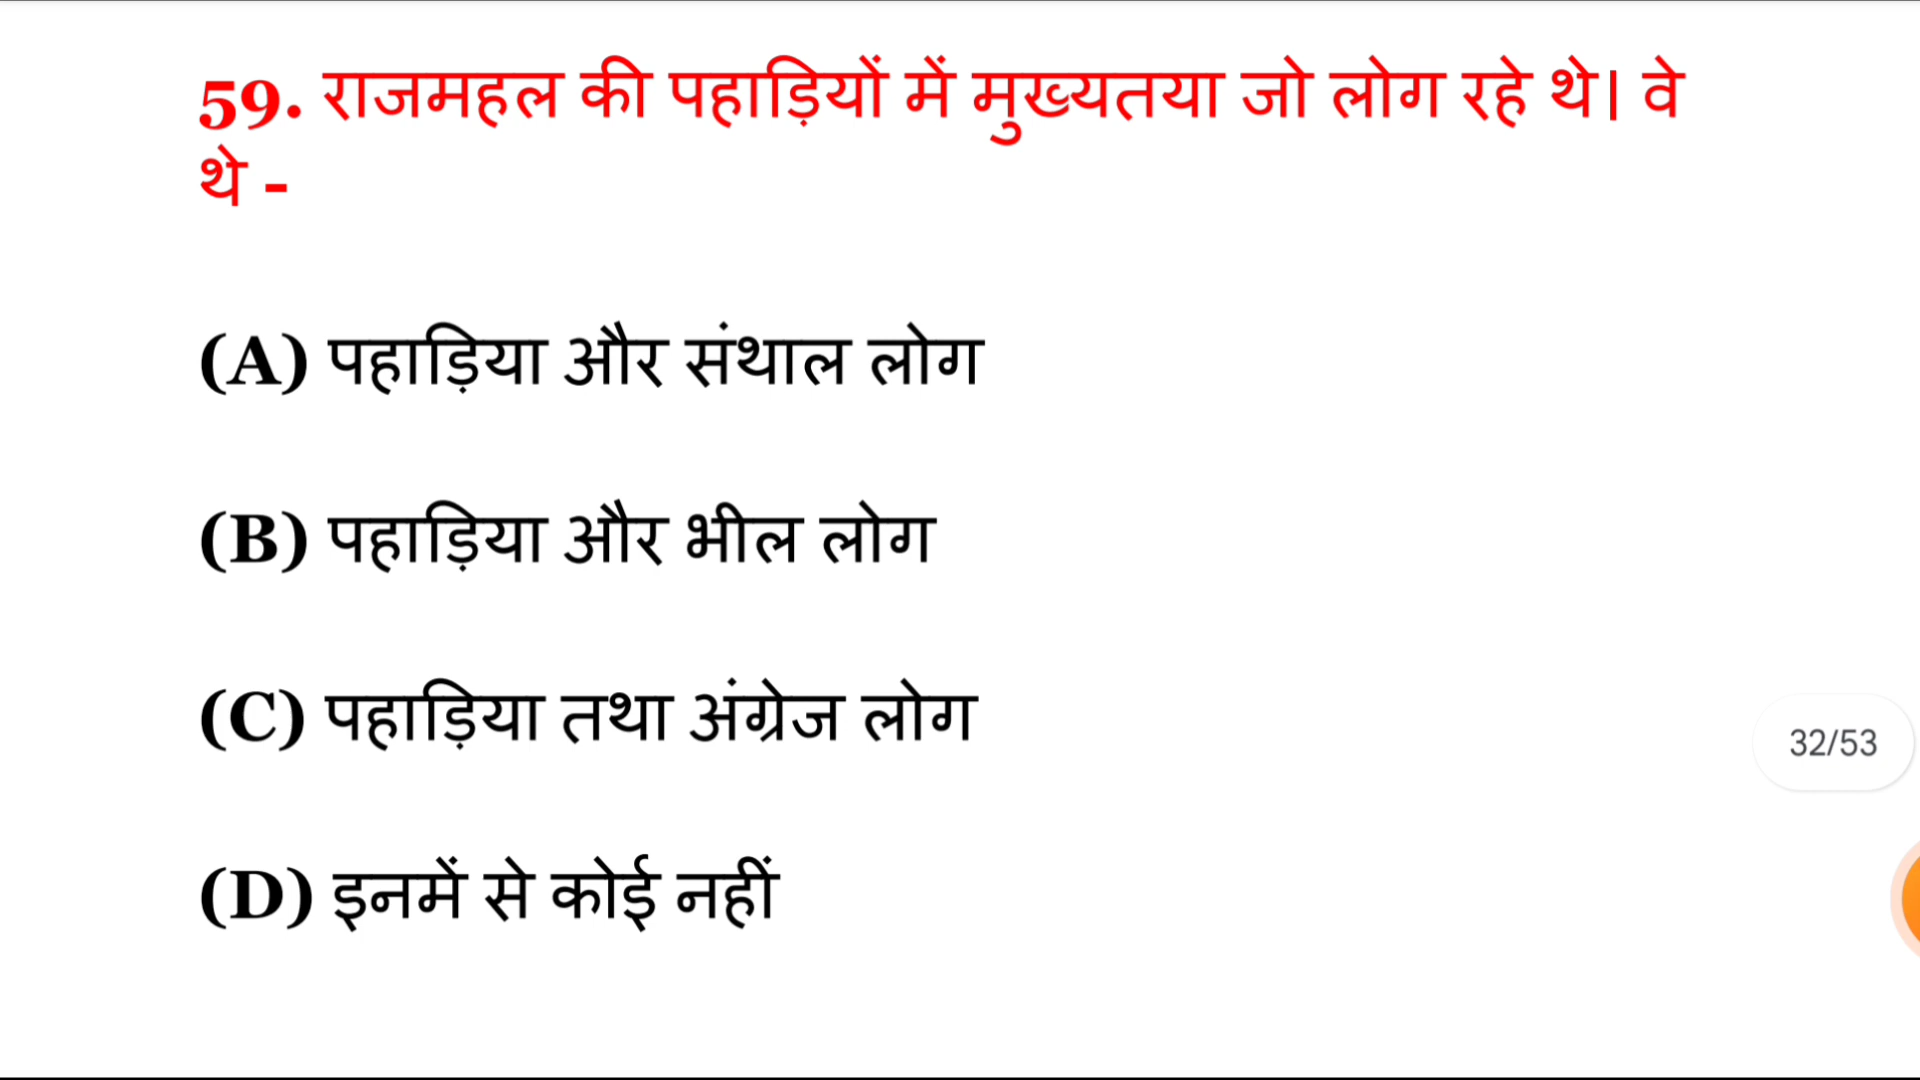 59. राजमहल की पहाड़ियों में मुख्यतया जो लोग रहे थे। वे
थे -
(A) पहाड़िया और संथाल लोग
(B) पहाड़िया और भील लोग
(C) पहाड़िया तथा अंग्रेज लोग
32/53
(D) इनमें से कोई नहीं